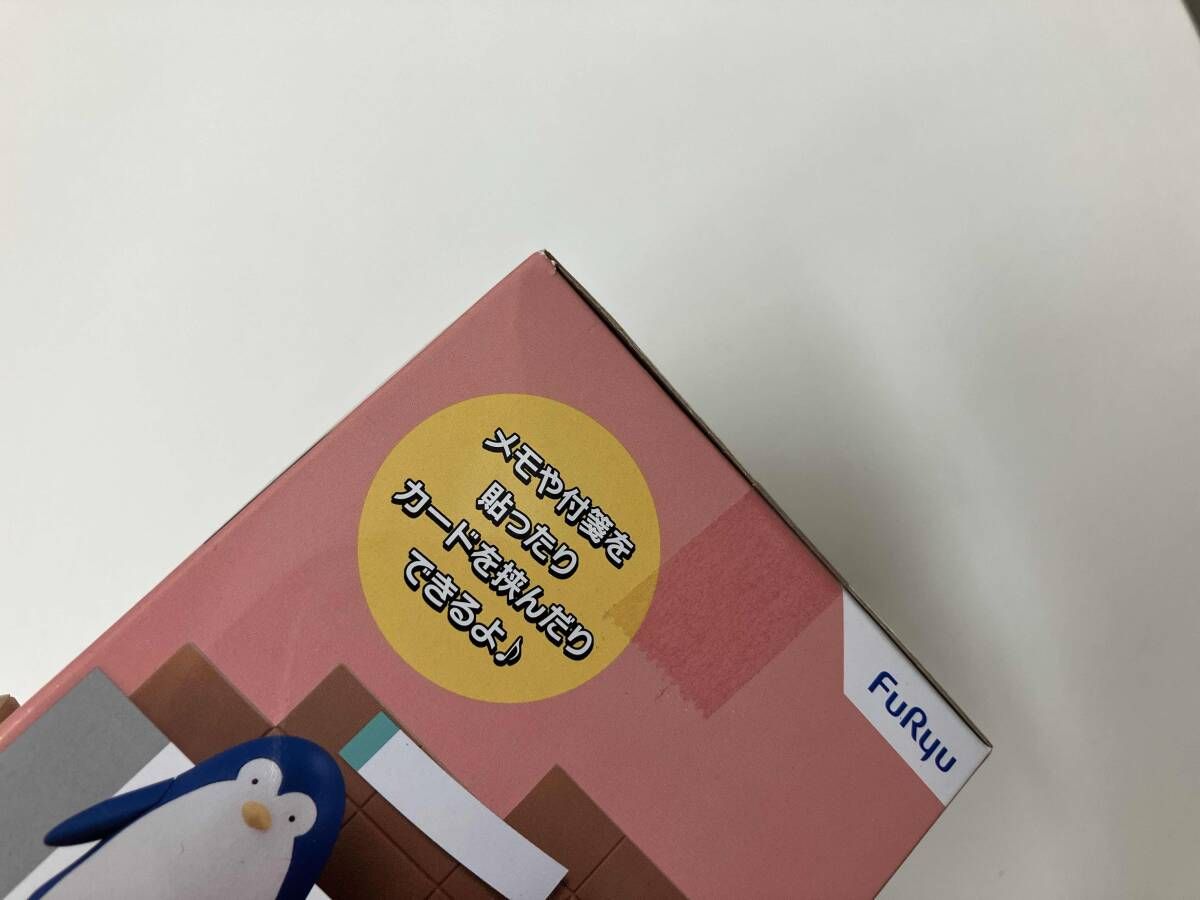 メモや付箋を
貼ったり
カードを挟んだり
できるよ♪
FuRyu